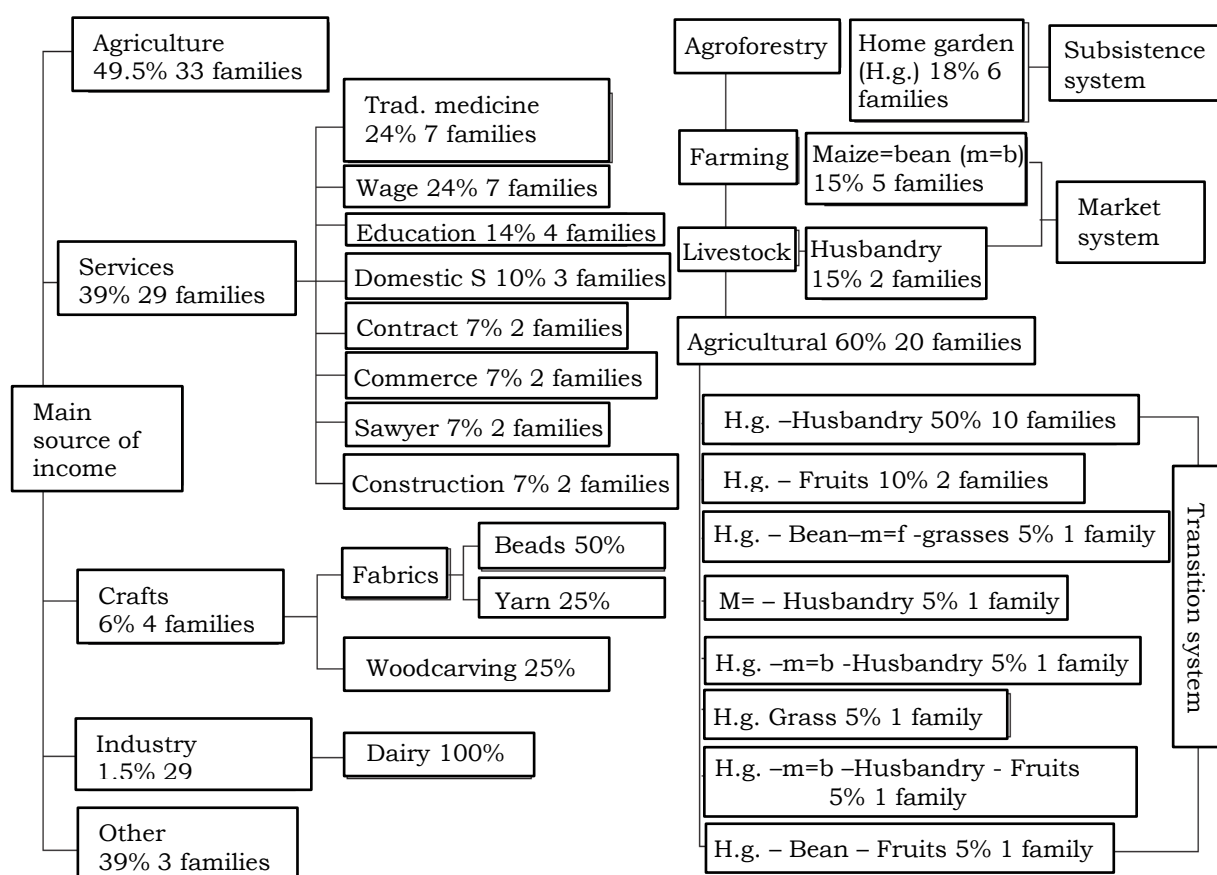 Agriculture
49.5% 33 families
Trad. medicine
24% 7 families
Wage 24% 7 families
Education 14% 4 families
Services
39% 29 families
Domestic S 10% 3 families
Contract 7% 2 families
Commerce 7% 2 families
Sawyer 7% 2 families
Construction 7% 2 families
Main
source of
income
Beads 50%
Fabrics
Yarn 25%
Crafts
6% 4 families
Woodcarving 25%
Industry
1.5% 29
Dairy 100%
Other
39% 3 families
Agroforestry
Home garden
(H.g.) 18% 6
families
Subsistence
system
Farming
Maize=bean (m=b)
15% 5 families
Market
system
Livestock
Husbandry
15% 2 families
Agricultural 60% 20 families
H.g. –Husbandry 50% 10 families
H.g. – Fruits 10% 2 families
H.g. – Bean–m=f -grasses 5% 1 family
M= – Husbandry 5% 1 family
H.g. –m=b -Husbandry 5% 1 family
H.g. Grass 5% 1 family
H.g. –m=b –Husbandry - Fruits
5% 1 family
H.g. – Bean – Fruits 5% 1 family
Transition system